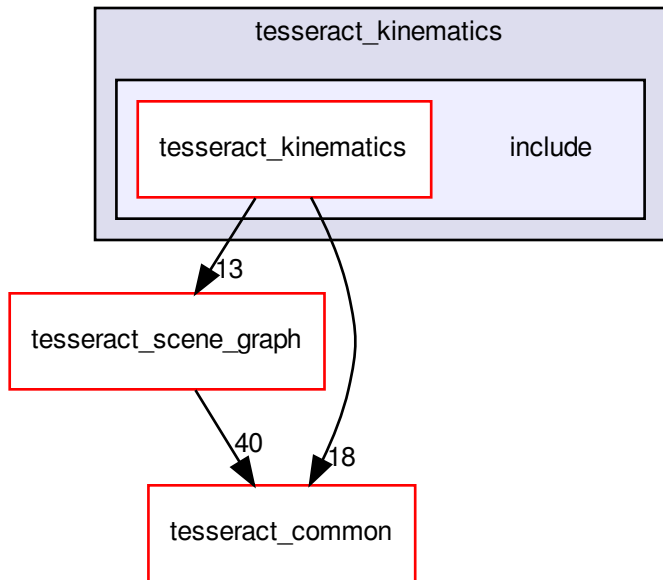 tesseract_kinematics
tesseract_kinematics
include
13
tesseract_scene_graph
40
18
tesseract_common